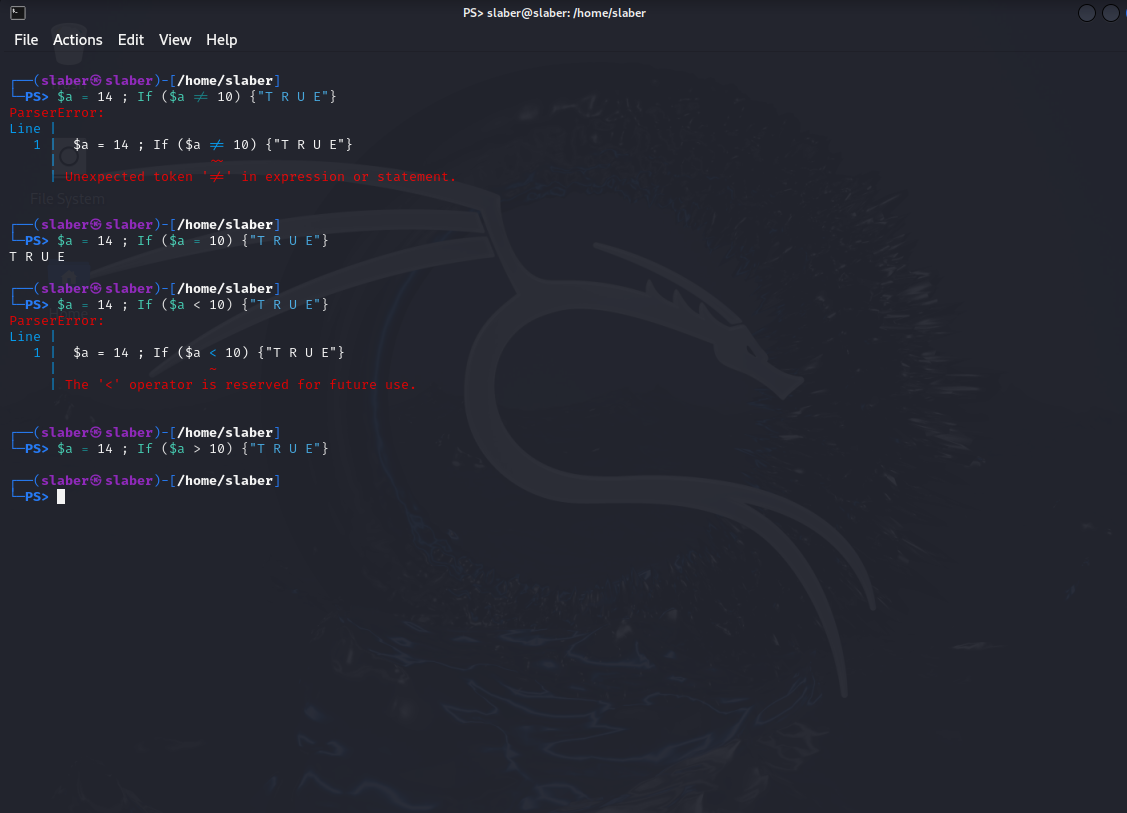 PS> slaber@slaber: /home/slaber
File Actions Edit View Help
┌──(slaber㉿slaber)-[/home/slaber]
└─PS> $a = 14 ; If ($a ≠ 10) {"T R U E"}
ParserError:
Line |
1 | $a = 14 ; If ($a ≠ 10) {"T R U E"}
| ~~
| Unexpected token '≠' in expression or statement.
File System
┌──(slaber㉿slaber)-[/home/slaber]
└─PS> $a = 14 ; If ($a = 10) {"T R U E"}
T R U E
┌──(slaber㉿slaber)-[/home/slaber]
└─PS> $a = 14 ; If ($a < 10) {"T R U E"}
Home
ParserError:
Line |
1 | $a = 14 ; If ($a < 10) {"T R U E"}
| ~
| The '<' operator is reserved for future use.
┌──(slaber㉿slaber)-[/home/slaber]
└─PS> $a = 14 ; If ($a > 10) {"T R U E"}
┌──(slaber㉿slaber)-[/home/slaber]
└─PS>